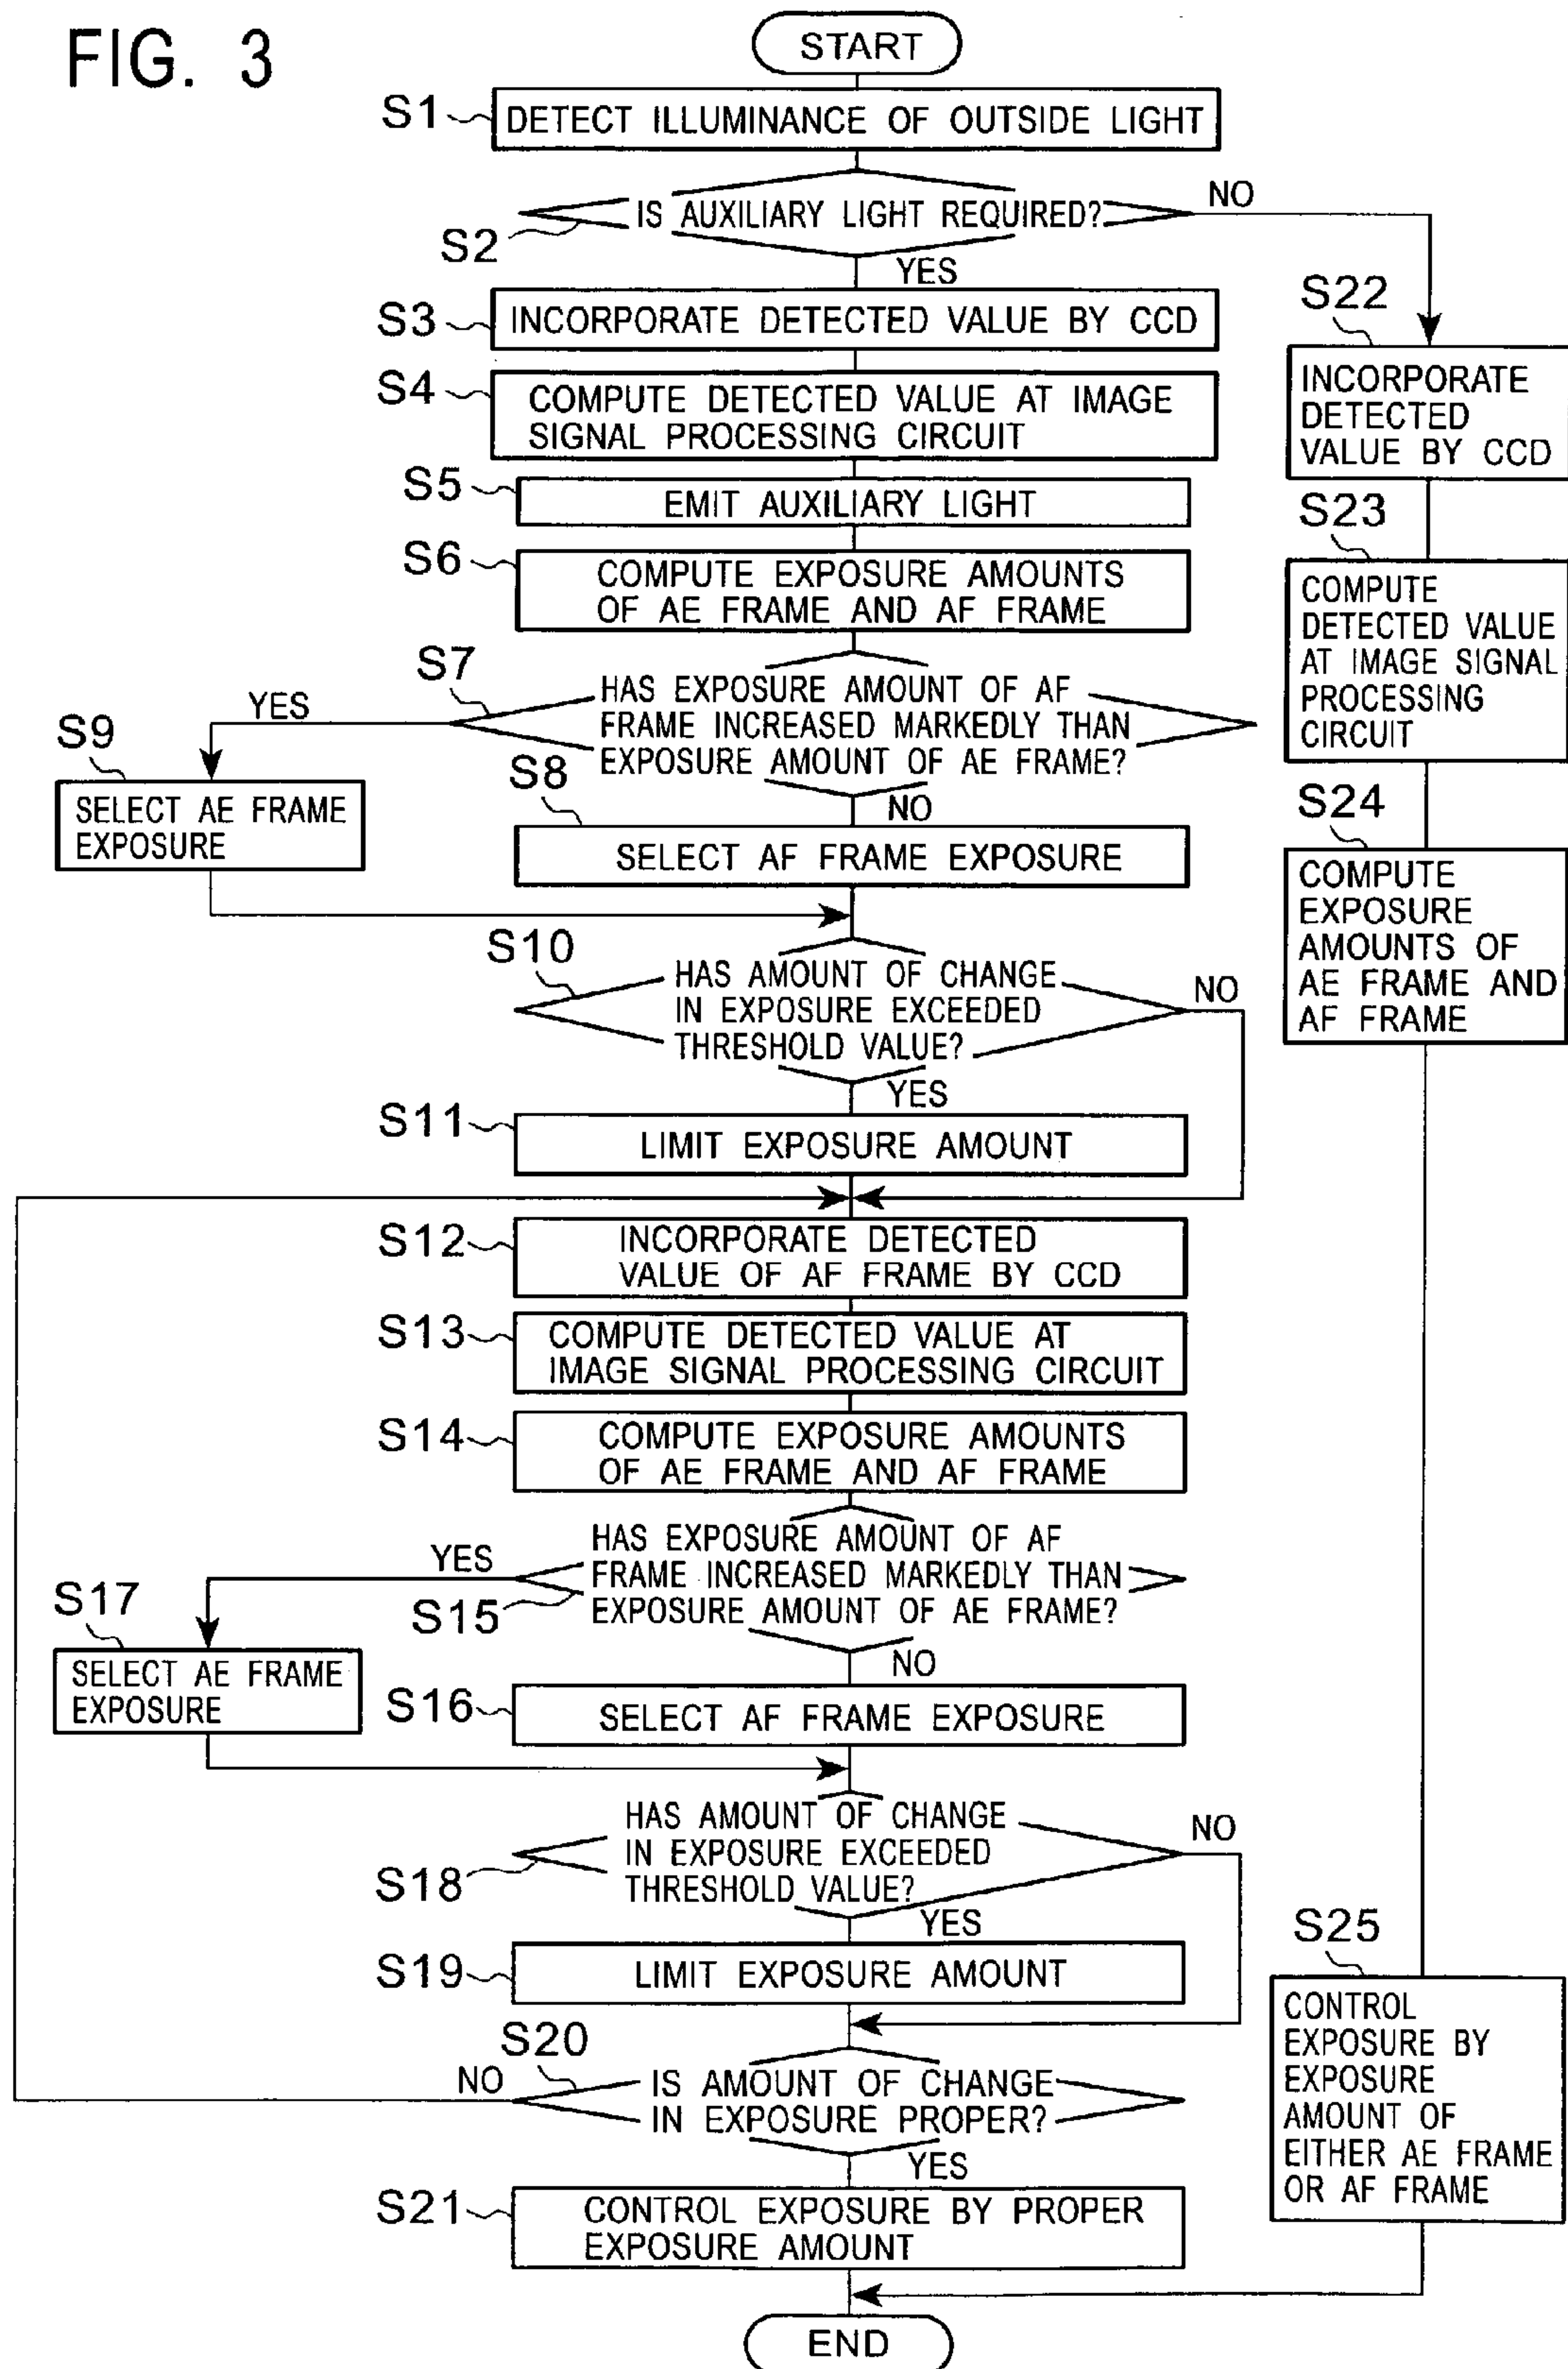 FIG. 3
START
S1
DETECT ILLUMINANCE OF OUTSIDE LIGHT
S2
IS AUXILIARY LIGHT REQUIRED?
NO
YES
S3
INCORPORATE DETECTED VALUE BY CCD
S4
COMPUTE DETECTED VALUE AT IMAGE
SIGNAL PROCESSING CIRCUIT
S5
EMIT AUXILIARY LIGHT
S6
COMPUTE EXPOSURE AMOUNTS
OF AE FRAME AND AF FRAME
S7
HAS EXPOSURE AMOUNT OF AF
FRAME INCREASED MARKEDLY THAN
EXPOSURE AMOUNT OF AE FRAME?
YES
S9
SELECT AE FRAME
EXPOSURE
NO
S8
SELECT AF FRAME EXPOSURE
S10
HAS AMOUNT OF CHANGE
IN EXPOSURE EXCEEDED
THRESHOLD VALUE?
NO
YES
S11
LIMIT EXPOSURE AMOUNT
S12
INCORPORATE DETECTED
VALUE OF AF FRAME BY CCD
S13
COMPUTE DETECTED VALUE AT
IMAGE SIGNAL PROCESSING CIRCUIT
S14
COMPUTE EXPOSURE AMOUNTS
OF AE FRAME AND AF FRAME
S15
HAS EXPOSURE AMOUNT OF AF
FRAME INCREASED MARKEDLY THAN
EXPOSURE AMOUNT OF AE FRAME?
YES
S17
SELECT AE FRAME
EXPOSURE
NO
S16
SELECT AF FRAME EXPOSURE
S18
HAS AMOUNT OF CHANGE
IN EXPOSURE EXCEEDED
THRESHOLD VALUE?
NO
YES
S19
LIMIT EXPOSURE AMOUNT
S20
IS AMOUNT OF CHANGE
IN EXPOSURE PROPER?
NO
YES
S21
CONTROL EXPOSURE BY PROPER
EXPOSURE AMOUNT
END
S22
INCORPORATE
DETECTED
VALUE BY CCD
S23
COMPUTE
DETECTED VALUE
AT IMAGE SIGNAL
PROCESSING
CIRCUIT
S24
COMPUTE
EXPOSURE
AMOUNTS OF
AE FRAME AND
AF FRAME
S25
CONTROL
EXPOSURE BY
EXPOSURE
AMOUNT OF
EITHER AE FRAME
OR AF FRAME